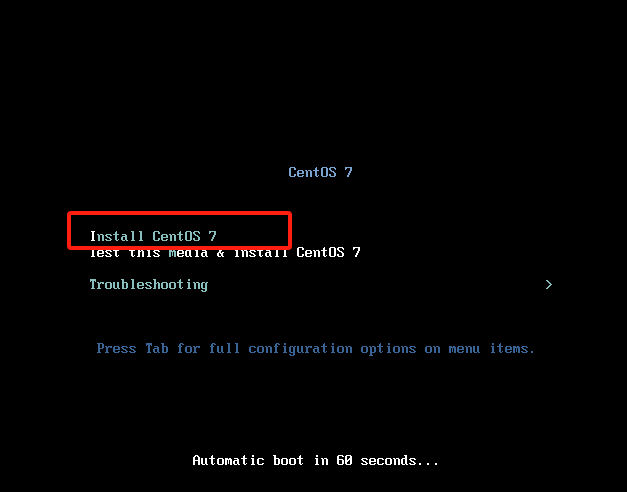 CentOS 7
Install CentOS 7
Test this media & install CentOS 7
Troubleshooting >
Press Tab for full configuration options on menu items.
Automatic boot in 60 seconds...